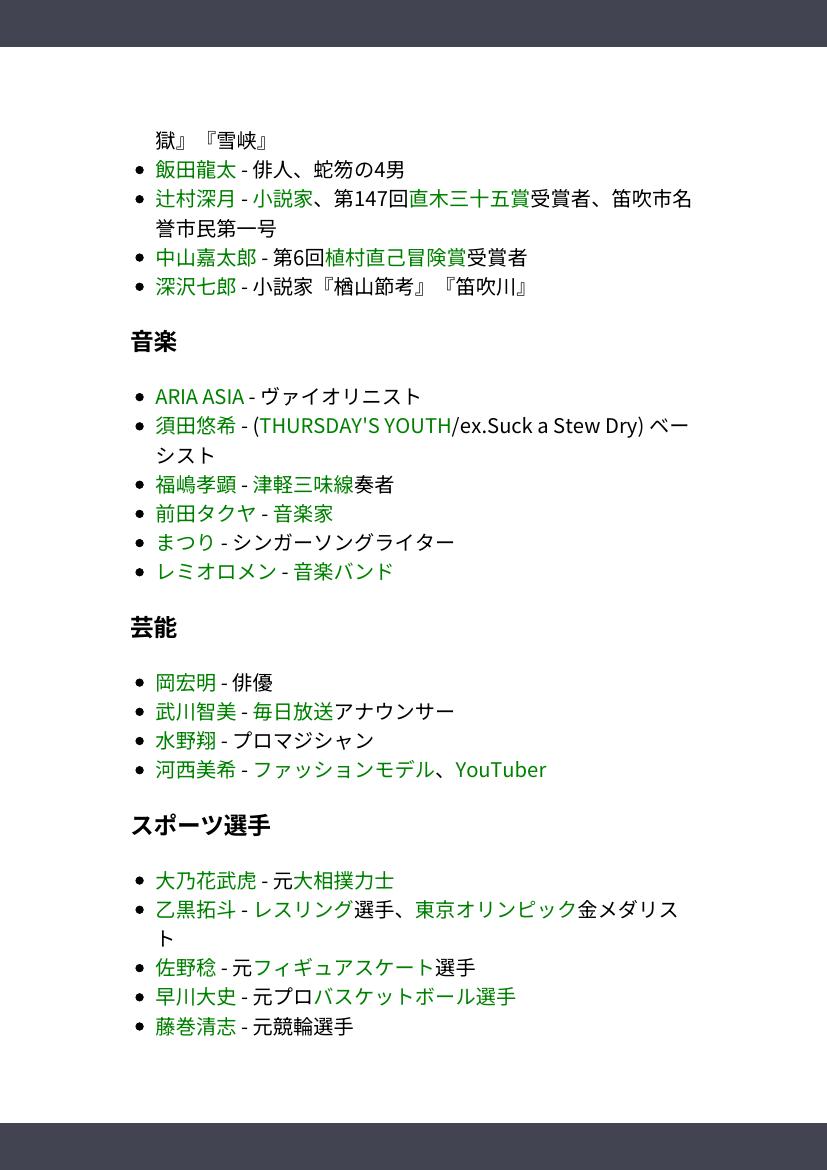 獄』『雪峡』
飯田龍太 - 俳人、蛇笏の4男
辻村深月 - 小説家、第147回直木三十五賞受賞者、笛吹市名
誉市民第一号
中山嘉太郎 - 第6回植村直己冒険賞受賞者
深沢七郎 - 小説家『楢山節考』『笛吹川』
音楽
ARIA ASIA - ヴァイオリニスト
須田悠希 - (THURSDAY'S YOUTH/ex.Suck a Stew Dry) ベー
シスト
福嶋孝顕 - 津軽三味線奏者
前田タクヤ - 音楽家
まつり - シンガーソングライター
レミオロメン - 音楽バンド
芸能
岡宏明 - 俳優
武川智美 - 毎日放送アナウンサー
水野翔 - プロマジシャン
河西美希 - ファッションモデル、YouTuber
スポーツ選手
大乃花武虎 - 元大相撲力士
乙黒拓斗 - レスリング選手、東京オリンピック金メダリス
ト
佐野稔 - 元フィギュアスケート選手
早川大史 - 元プロバスケットボール選手
藤巻清志 - 元競輪選手